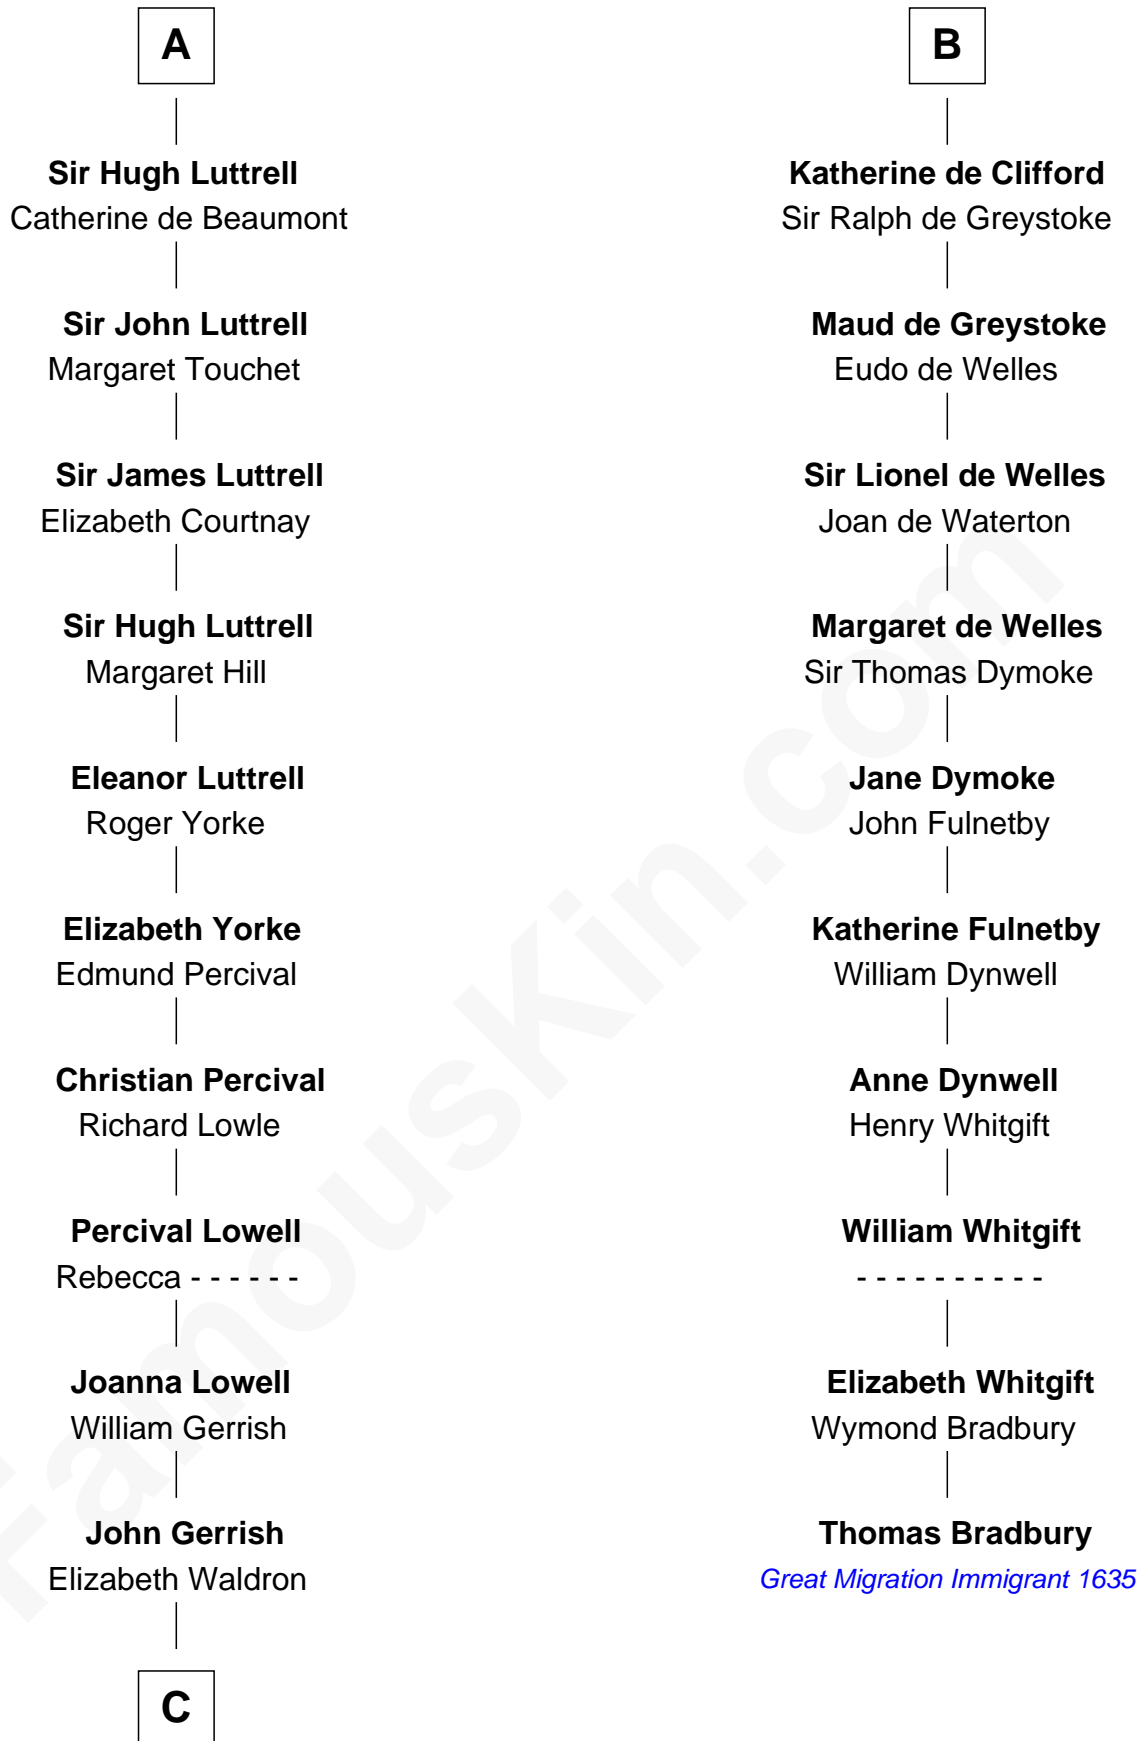 A
Sir Hugh Luttrell
Catherine de Beaumont
Sir John Luttrell
Margaret Touchet
Sir James Luttrell
Elizabeth Courtnay
Sir Hugh Luttrell
Margaret Hill
Eleanor Luttrell
Roger Yorke
Elizabeth Yorke
Edmund Percival
Christian Percival
Richard Lowle
Percival Lowell
Rebecca - - - - - -
Joanna Lowell
William Gerrish
John Gerrish
Elizabeth Waldron
C
B
Katherine de Clifford
Sir Ralph de Greystoke
Maud de Greystoke
Eudo de Welles
Sir Lionel de Welles
Joan de Waterton
Margaret de Welles
Sir Thomas Dymoke
Jane Dymoke
John Fulnetby
Katherine Fulnetby
William Dynwell
Anne Dynwell
Henry Whitgift
William Whitgift
- - - - - - - - - -
Elizabeth Whitgift
Wymond Bradbury
Thomas Bradbury
Great Migration Immigrant 1635
FamousKin.com